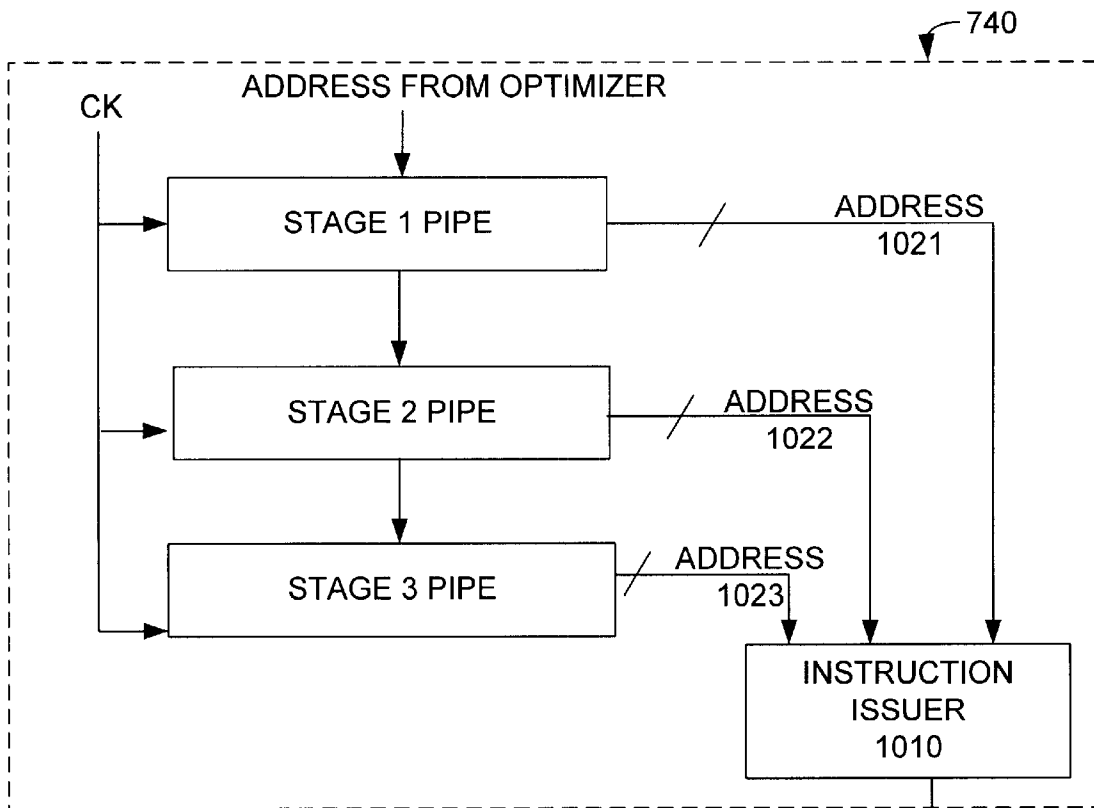 740
ADDRESS FROM OPTIMIZER
CK
STAGE 1 PIPE
ADDRESS
1021
STAGE 2 PIPE
ADDRESS
1022
STAGE 3 PIPE
ADDRESS
1023
INSTRUCTION
ISSUER
1010